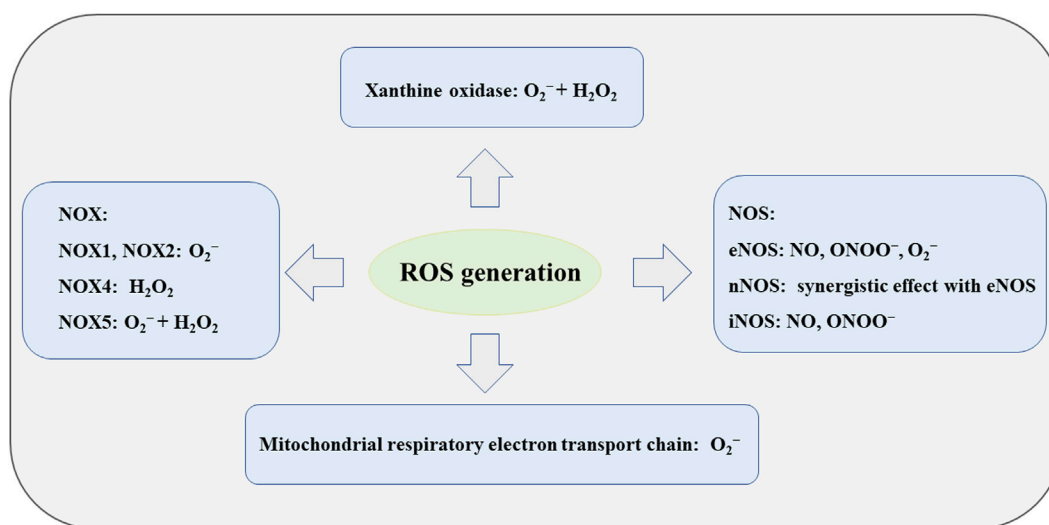 Xanthine oxidase: O₂⁻ + H₂O₂
NOX:
NOX1, NOX2: O₂⁻
NOX4: H₂O₂
NOX5: O₂⁻ + H₂O₂
ROS generation
NOS:
eNOS: NO, ONOO⁻, O₂⁻
nNOS: synergistic effect with eNOS
iNOS: NO, ONOO⁻
Mitochondrial respiratory electron transport chain: O₂⁻